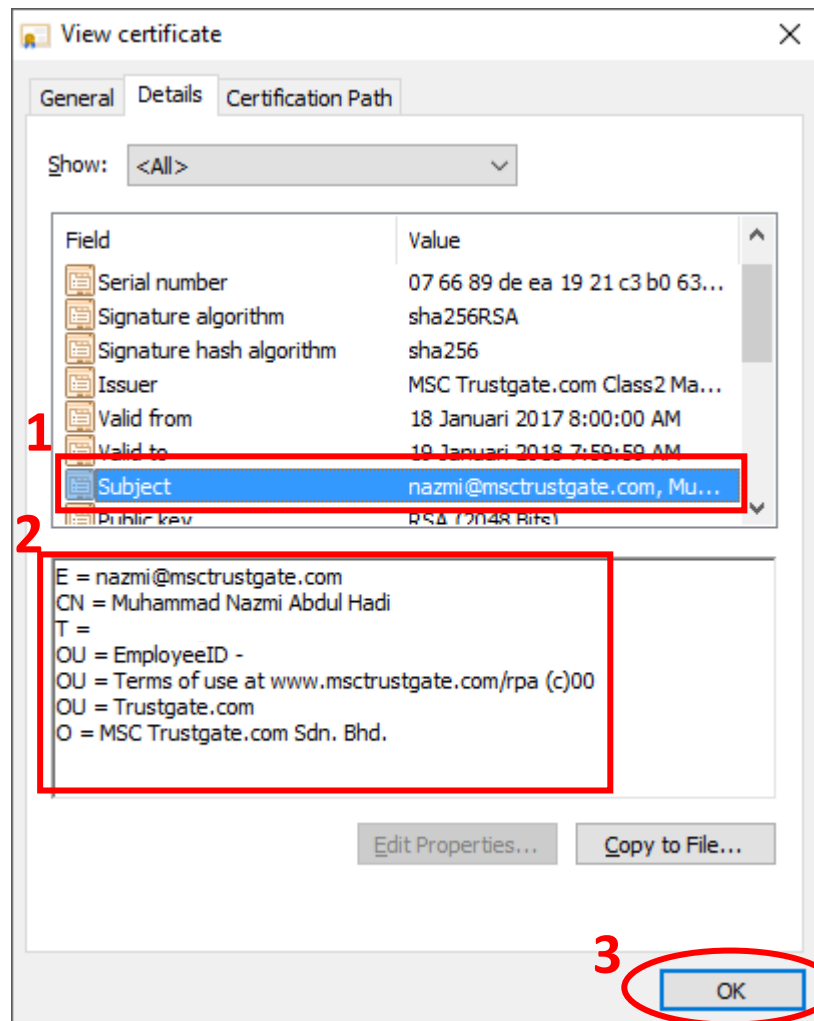 View certificate
General Details Certification Path
Show: <All>
Field Value
Serial number 07 66 89 de ea 19 21 c3 b0 63...
Signature algorithm sha256RSA
Signature hash algorithm sha256
Issuer MSC Trustgate.com Class2 Ma...
Valid from 18 Januari 2017 8:00:00 AM
1
Valid to 19 Januari 2018 7:59:59 AM
Subject nazmi@msctrustgate.com, Mu...
Public key RSA (2048 Bits)
2
E = nazmi@msctrustgate.com
CN = Muhammad Nazmi Abdul Hadi
T =
OU = EmployeeID -
OU = Terms of use at www.msctrustgate.com/rpa (c)00
OU = Trustgate.com
O = MSC Trustgate.com Sdn. Bhd.
Edit Properties... Copy to File...
3
OK